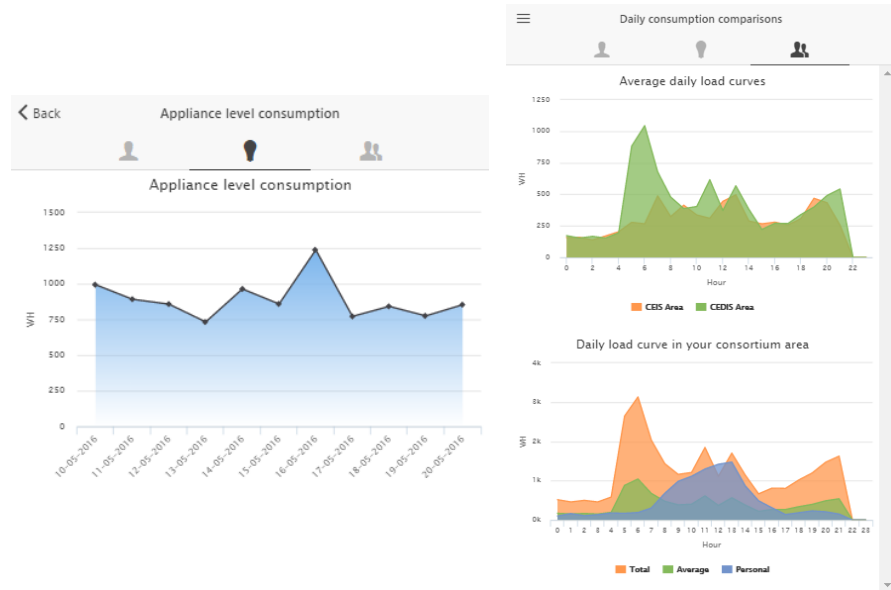 Back
Appliance level consumption
Appliance level consumption
1500
1250
1000
750
500
250
0
WH
10-05-2016
11-05-2016
12-05-2016
13-05-2016
14-05-2016
15-05-2016
16-05-2016
17-05-2016
18-05-2016
19-05-2016
20-05-2016
Daily consumption comparisons
Average daily load curves
1250
1000
750
500
250
0
WH
0 2 4 6 8 10 12 14 16 18 20 22
Hour
CEIS Area CEDIS Area
Daily load curve in your consortium area
4k
3k
2k
1k
0k
WH
0 1 2 3 4 5 6 7 8 9 10 11 12 13 14 15 16 17 18 19 20 21 22 23
Hour
Total Average Personal